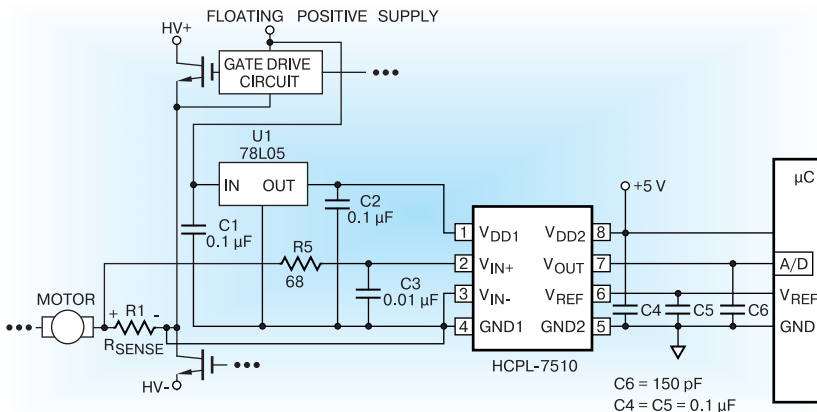 FLOATING POSITIVE SUPPLY
HV+
GATE DRIVE
CIRCUIT
•••
U1
78L05
IN OUT
C1
0.1 µF
C2
0.1 µF
R5
68
C3
0.01 µF
MOTOR
•••
+ R1 -
RSENSE
HV-
•••
1 VDD1 VDD2 8
2 VIN+ VOUT 7
3 VIN- VREF 6
4 GND1 GND2 5
HCPL-7510
+5 V
µC
A/D
VREF
GND
C4 C5 C6
C6 = 150 pF
C4 = C5 = 0.1 µF